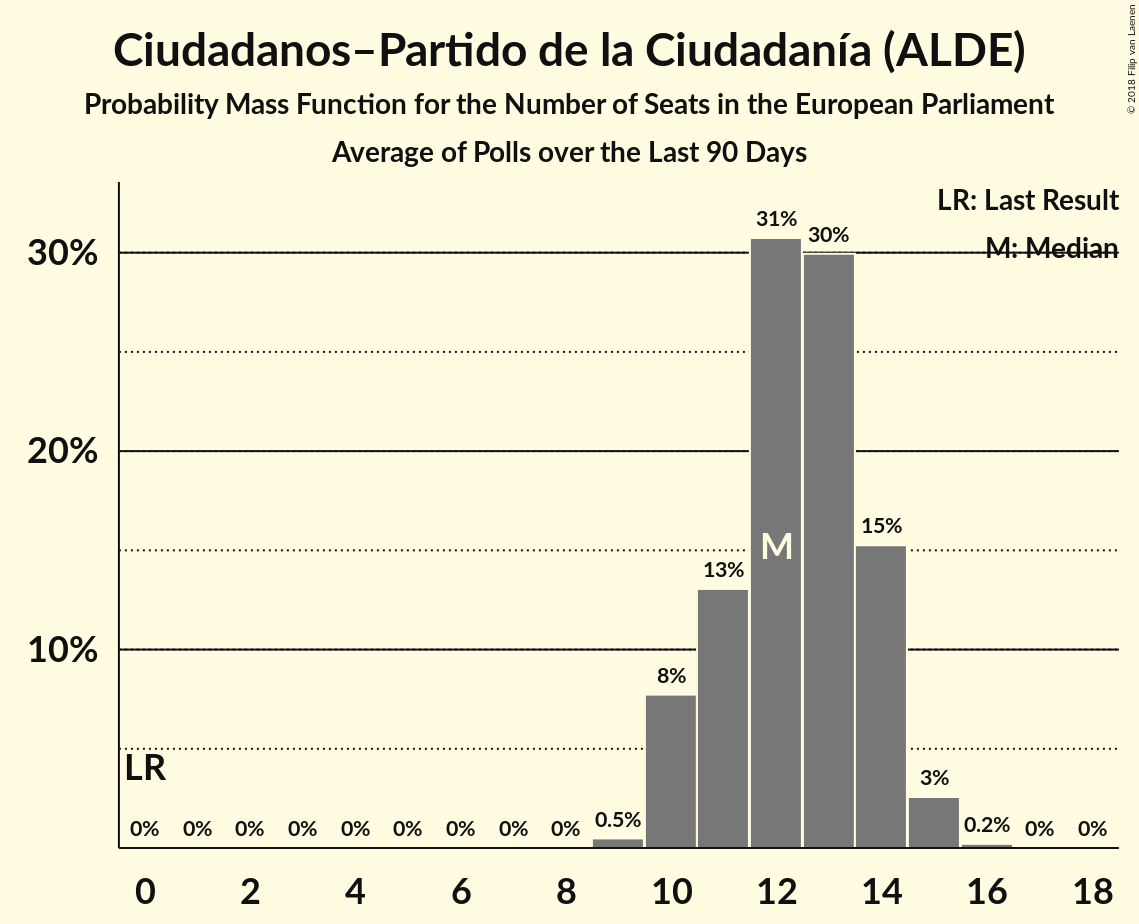 Ciudadanos–Partido de la Ciudadanía (ALDE)
Probability Mass Function for the Number of Seats in the European Parliament
Average of Polls over the Last 90 Days
© 2018 Filip van Laenen
LR: Last Result
M: Median
30%
20%
10%
31%
30%
15%
M
13%
8%
LR
3%
0% 0% 0% 0% 0% 0% 0% 0% 0% 0.5% 0.2% 0% 0%
0 2 4 6 8 10 12 14 16 18